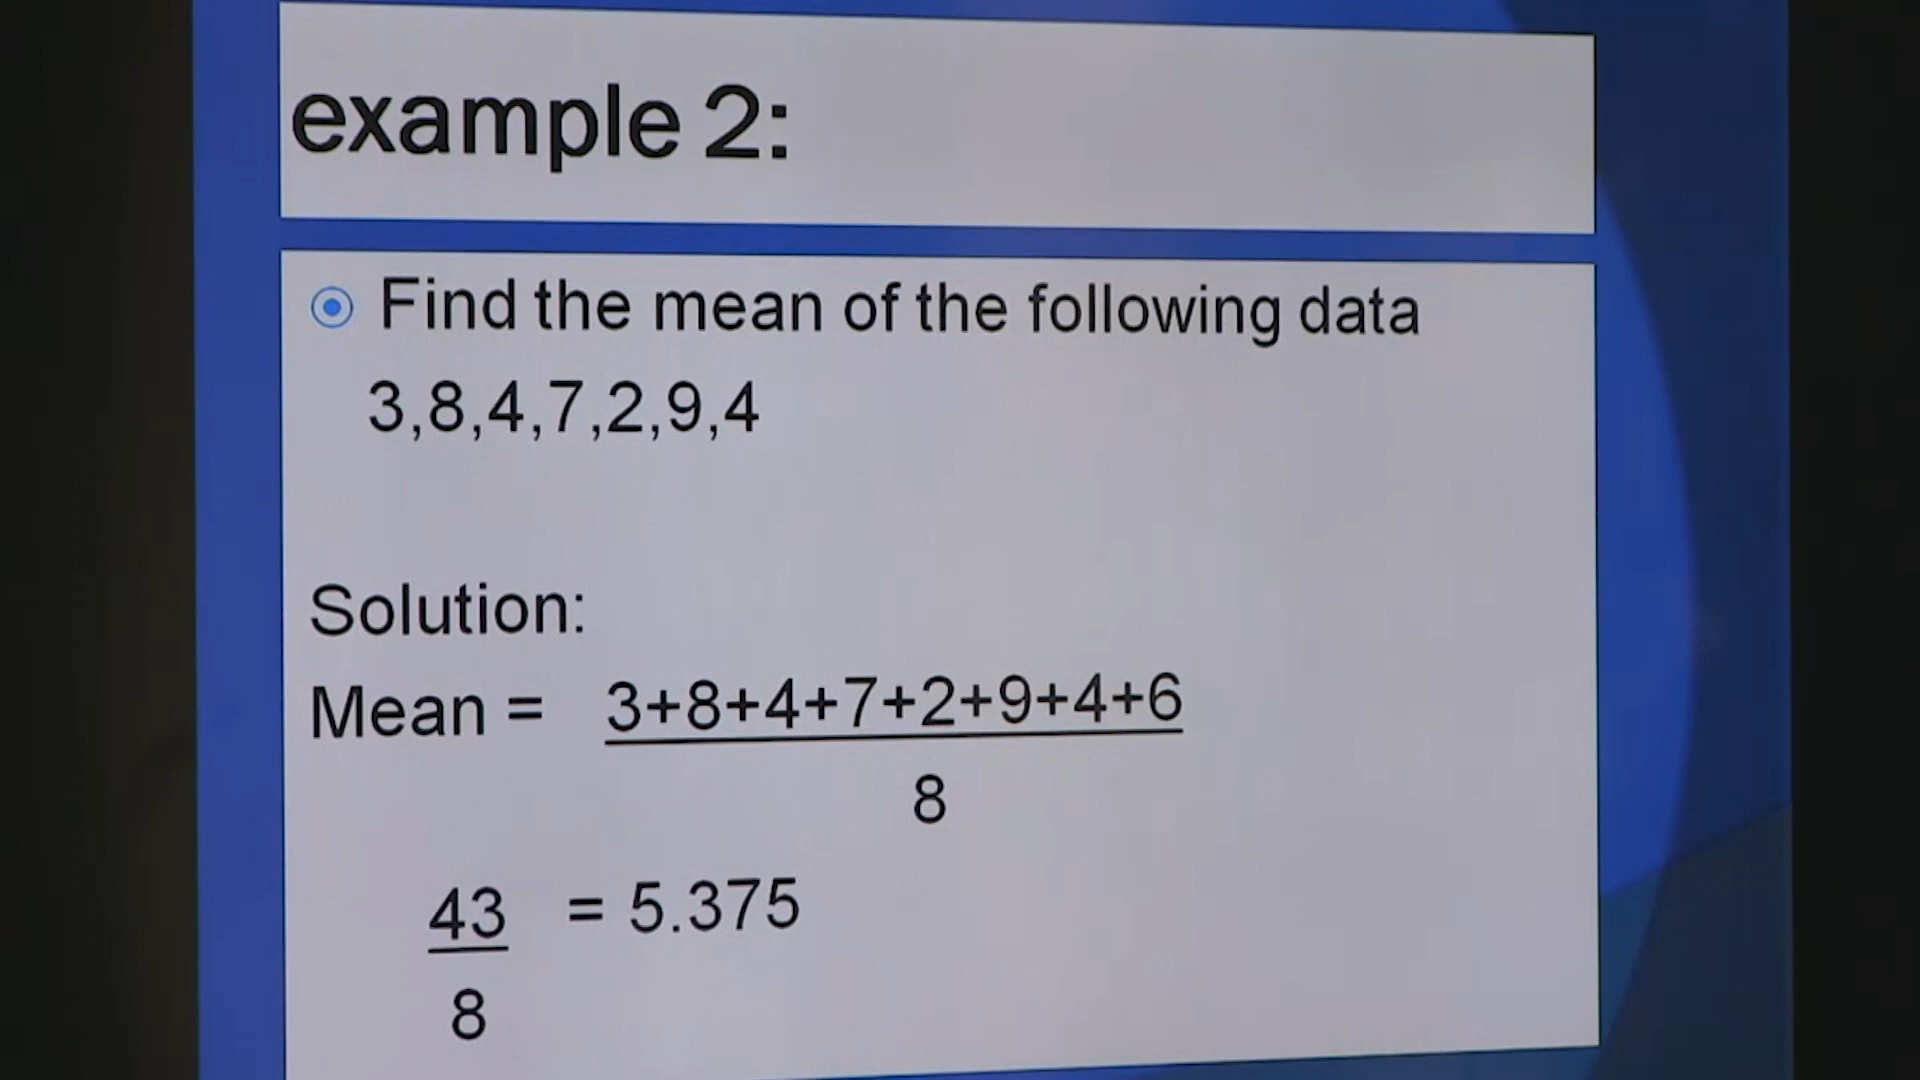 example 2:
Find the mean of the following data
3,8,4,7,2,9,4
Solution:
Mean = 3+8+4+7+2+9+4+6
8
43 = 5.375
8